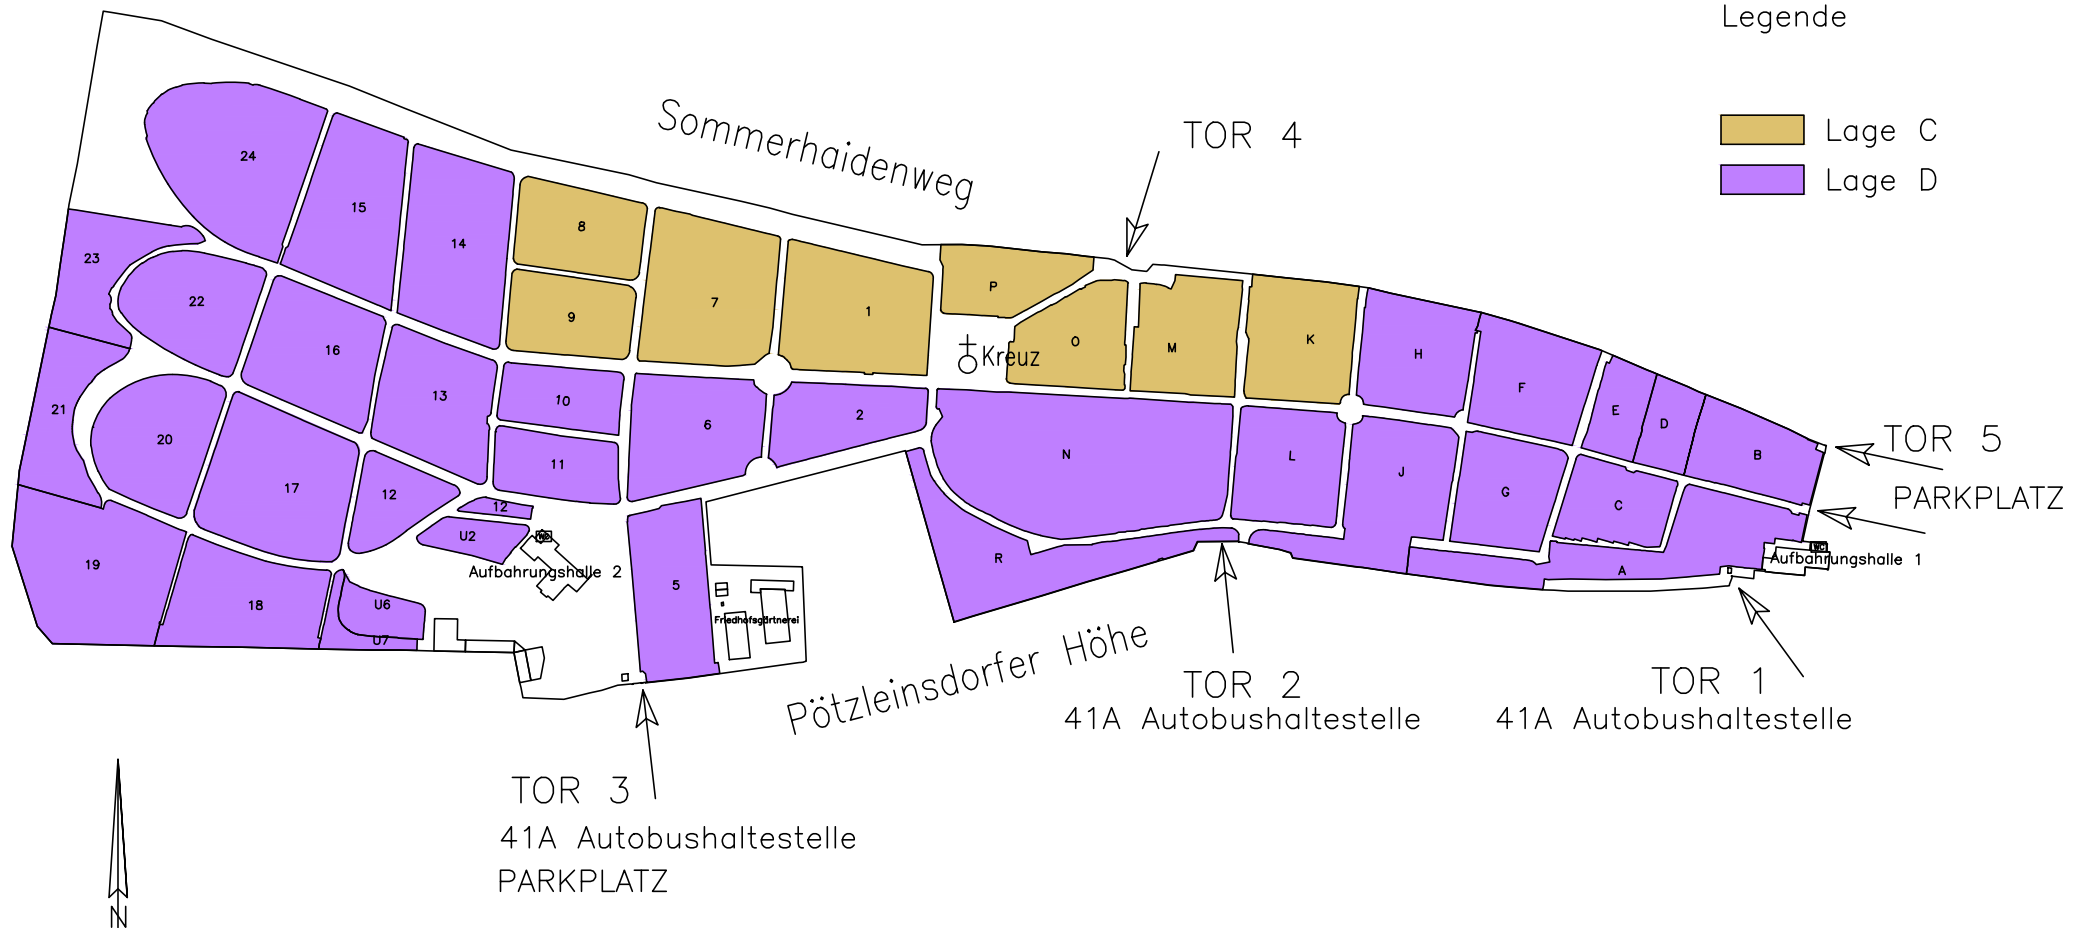 Legende
Lage C
Lage D
Sommerhaidenweg
TOR 4
24
15
14
8
23
22
9
7
1
P
O
M
K
H
F
E
D
B
Kreuz
16
13
10
6
2
21
20
17
12
11
N
L
J
G
C
TOR 5
PARKPLATZ
12
U2
WC
Aufbahrungshalle 2
19
18
U6
U7
5
Friedhofsgärtnerei
R
A
WC
Aufbahrungshalle 1
Pötzleinsdorfer Höhe
TOR 2
41A Autobushaltestelle
TOR 1
41A Autobushaltestelle
TOR 3
41A Autobushaltestelle
PARKPLATZ
N